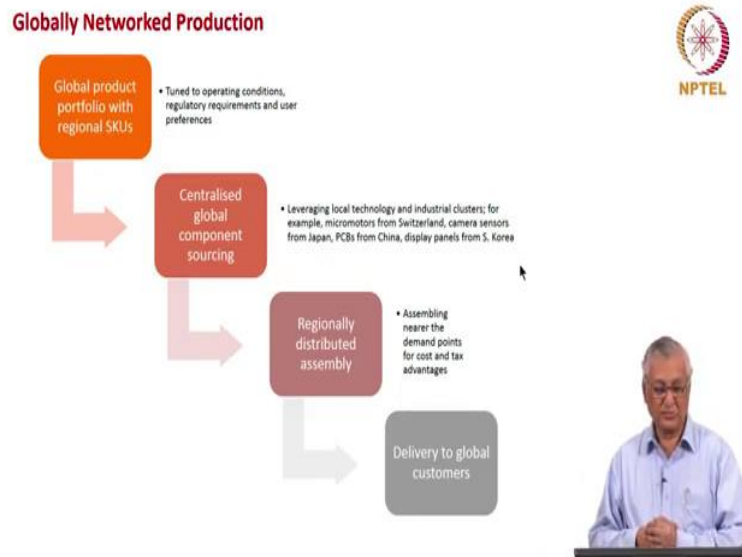 Globally Networked Production
NPTEL
Global product
portfolio with
regional SKUs
• Tuned to operating conditions,
regulatory requirements and user
preferences
Centralised
global
component
sourcing
• Leveraging local technology and industrial clusters; for
example, micromotors from Switzerland, camera sensors
from Japan, PCBs from China, display panels from S. Korea
Regionally
distributed
assembly
• Assembling
nearer the
demand points
for cost and tax
advantages
Delivery to global
customers